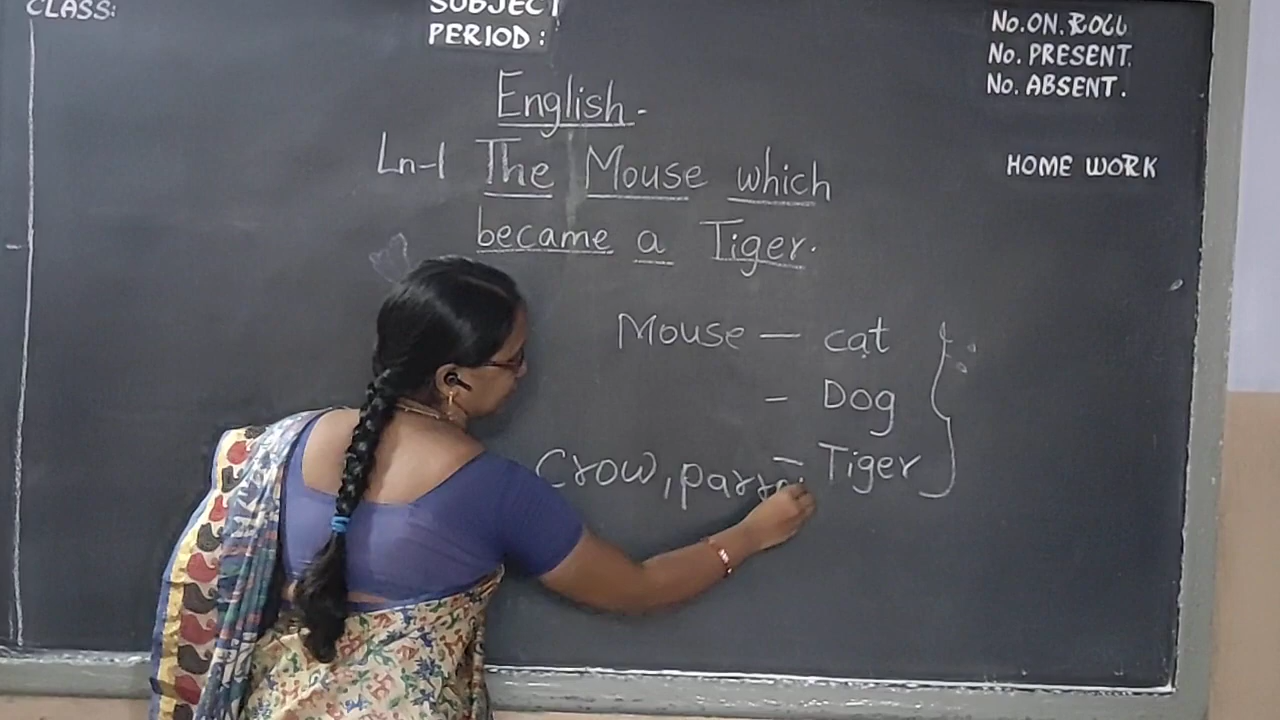 CLASS:
SUBJECT
PERIOD:
No. ON. ROLL
No. PRESENT.
No. ABSENT.
HOME WORK
English.
Ln-1 The Mouse which
became a Tiger.
Mouse — cat
- Dog
- Tiger
Crow, parro